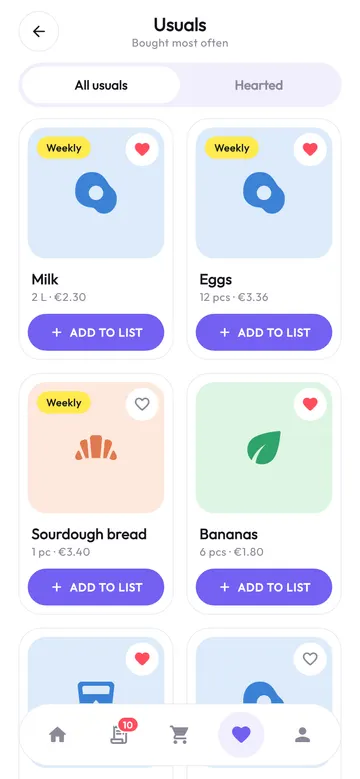 Usuals
Bought most often
All usuals
Hearted
Weekly
Weekly
Milk
Eggs
2 L · €2.30
12 pcs · €3.36
+ ADD TO LIST
+ ADD TO LIST
Weekly
Sourdough bread
Bananas
1 pc · €3.40
6 pcs · €1.80
+ ADD TO LIST
+ ADD TO LIST
10